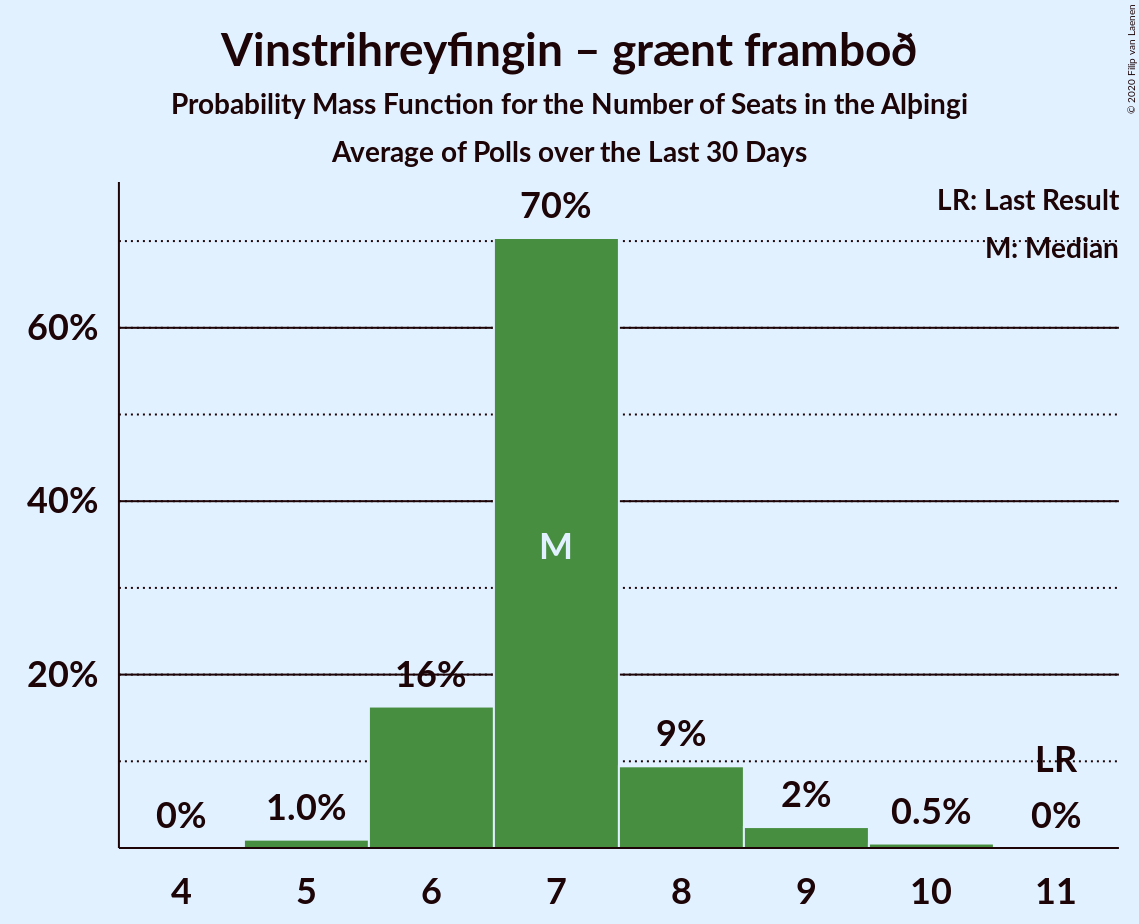 Vinstrihreyfingin – grænt framboð
Probability Mass Function for the Number of Seats in the Alþingi
Average of Polls over the Last 30 Days
© 2020 Filip van Laenen
LR: Last Result
M: Median
70%
60%
40%
20%
M
16%
9%
LR
0%
1.0%
2%
0.5%
0%
4 5 6 7 8 9 10 11